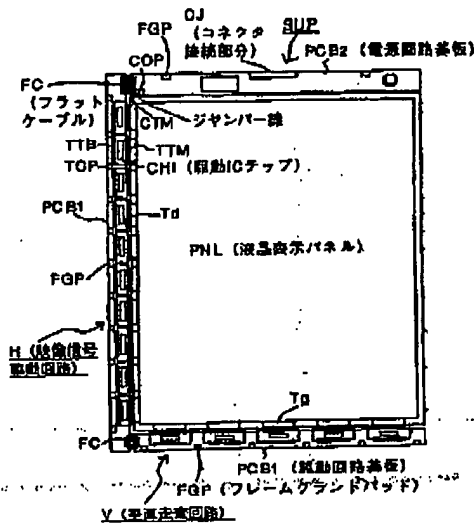 CJ
(コネクタ
接続部分)
SUP
FGP
COP
PCB2 (電源回路基板)
FC
(フラット
ケーブル)
CTM
ジャンパー線
TTB
TTM
TCP
CHI (駆動ICチップ)
PCB1
Td
PNL (液晶表示パネル)
FGP
H (映像信号
駆動回路)
Tg
FC
PCB1 (駆動回路基板)
FGP (フレームグランドパッド)
V (垂直走査回路)